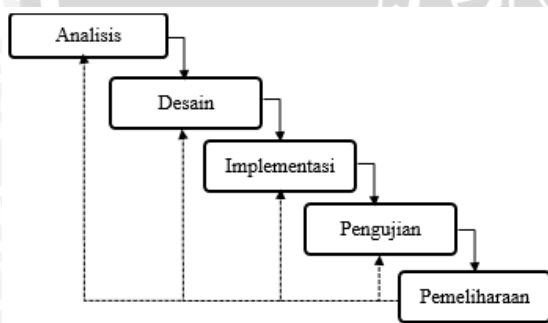 Analisis
Desain
Implementasi
Pengujian
Pemeliharaan